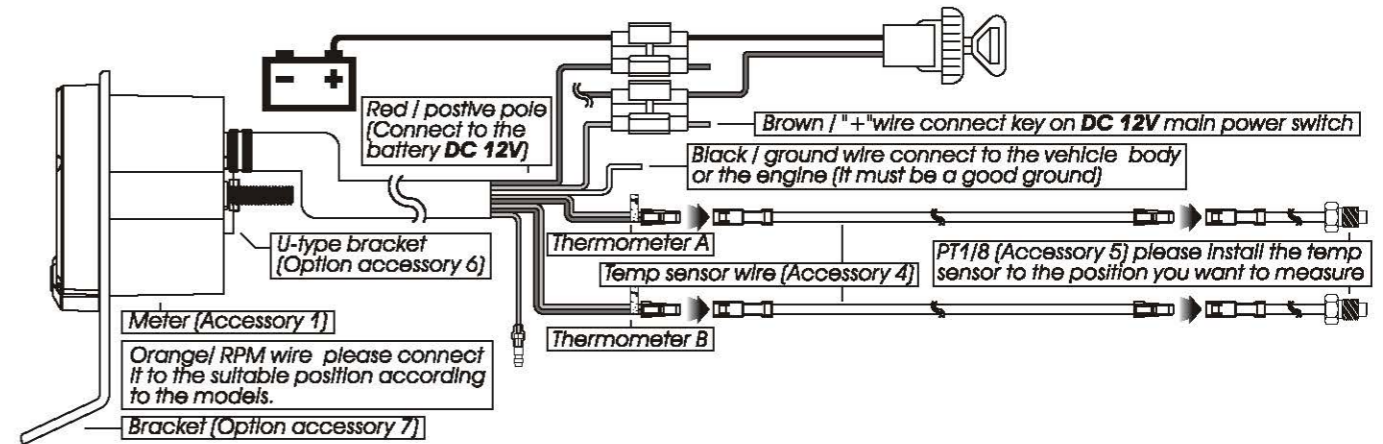 - +
Red / postive pole
(Connect to the
battery DC 12V)
Brown / "+"wire connect key on DC 12V main power switch
Black / ground wire connect to the vehicle body
or the engine (It must be a good ground)
U-type bracket
(Option accessory 6)
Thermometer A
Temp sensor wire (Accessory 4)
PT1/8 (Accessory 5) please install the temp
sensor to the position you want to measure
Meter (Accessory 1)
Thermometer B
Orange/ RPM wire please connect
it to the suitable position according
to the models.
Bracket (Option accessory 7)